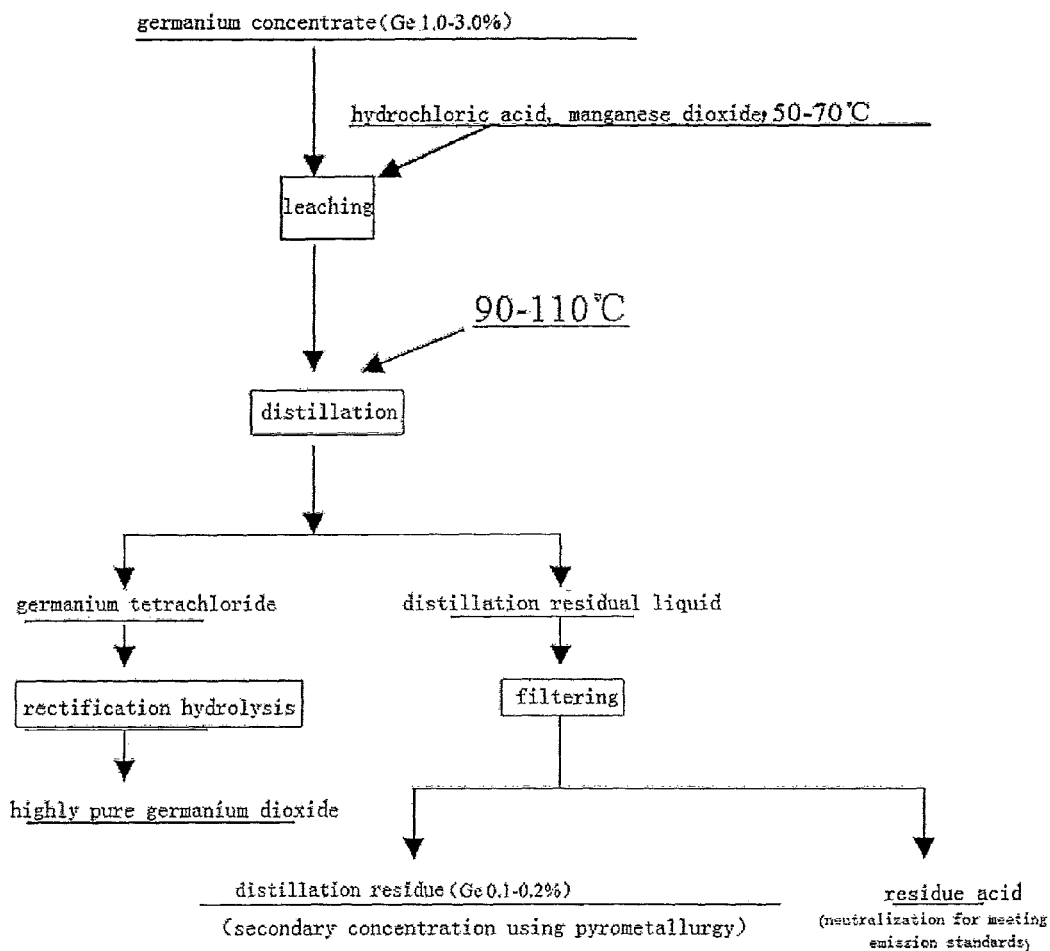 germanium concentrate(Ge 1.0-3.0%)
hydrochloric acid, manganese dioxide, 50-70℃
leaching
90-110℃
distillation
germanium tetrachloride
distillation residual liquid
rectification hydrolysis
filtering
highly pure germanium dioxide
distillation residue(Ge 0.1-0.2%)
(secondary concentration using pyrometallurgy)
residue acid
(neutralization for meeting
emission standards)